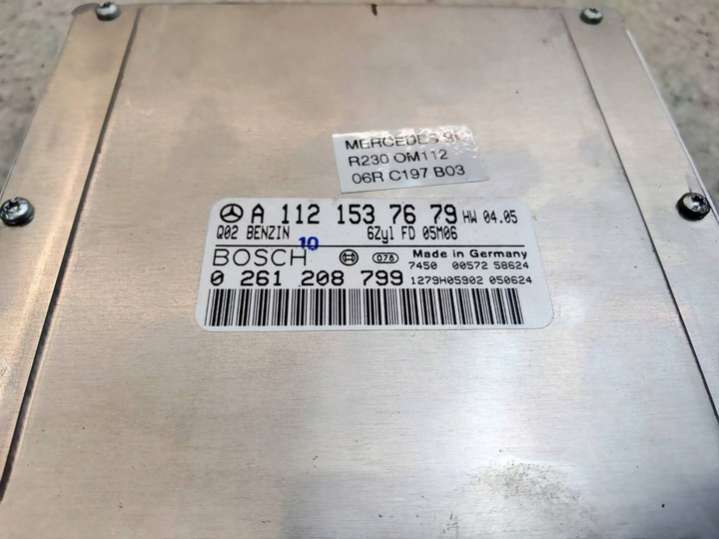 MERCEDES
R230 OM112
06R C197 B03
A 112 153 76 79 HW 04.05
Q02 BENZIN 6Zyl FD 05M06
10
BOSCH Q78 Made in Germany
7450 00572 58624
0 261 208 799 1279H05902 050624